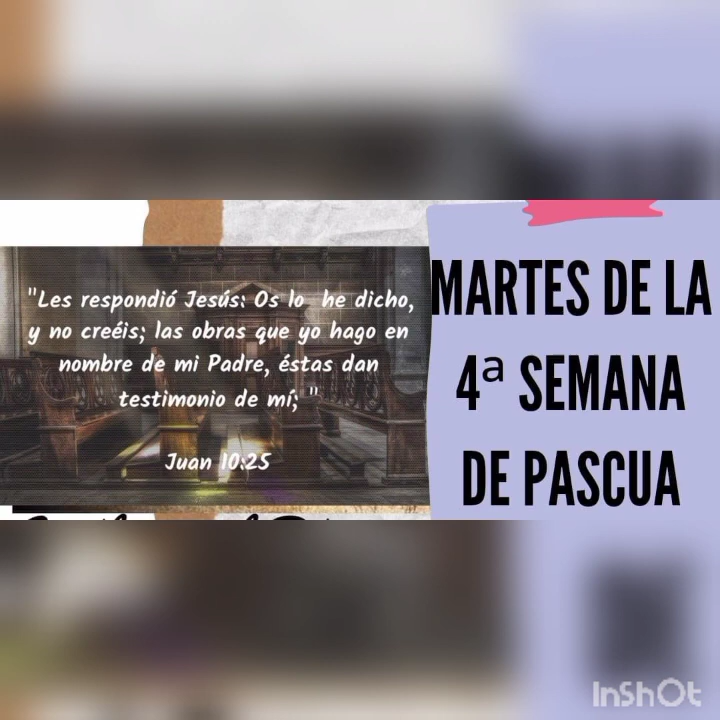 "Les respondió Jesús: Os lo he dicho,
y no creéis; las obras que yo hago en
nombre de mi Padre, éstas dan
testimonio de mí; "
Juan 10:25
MARTES DE LA
4ª SEMANA
DE PASCUA
InShOt